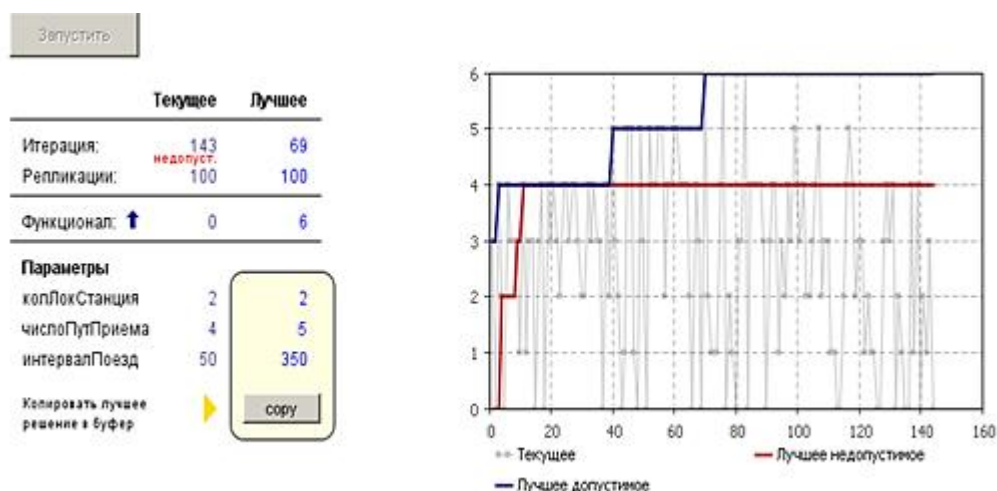 Запустить
Текущее Лучшее
Итерация: 143 69
недопуст.
Репликации: 100 100
Функционал: 0 6
Параметры
колЛокСтанция 2 2
числоПутПриема 4 5
интервалПоезд 50 350
Копировать лучшее
решение в буфер
copy
6
5
4
3
2
1
0
0 20 40 60 80 100 120 140 160
Текущее Лучшее недопустимое
Лучшее допустимое